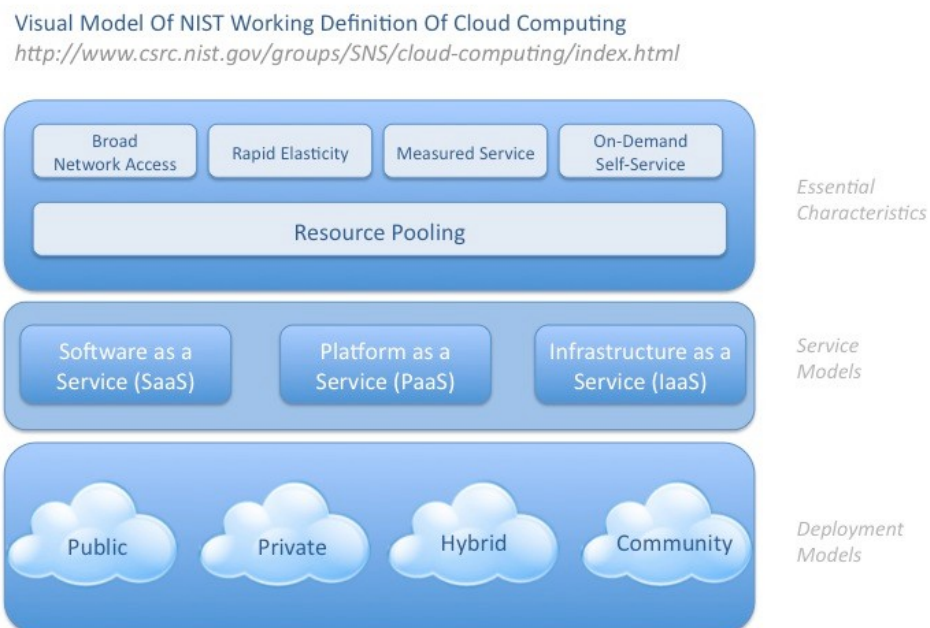 Visual Model Of NIST Working Definition Of Cloud Computing
http://www.csrc.nist.gov/groups/SNS/cloud-computing/index.html
Broad
Network Access
Rapid Elasticity
Measured Service
On-Demand
Self-Service
Resource Pooling
Essential
Characteristics
Software as a
Service (SaaS)
Platform as a
Service (PaaS)
Infrastructure as a
Service (IaaS)
Service
Models
Public
Private
Hybrid
Community
Deployment
Models